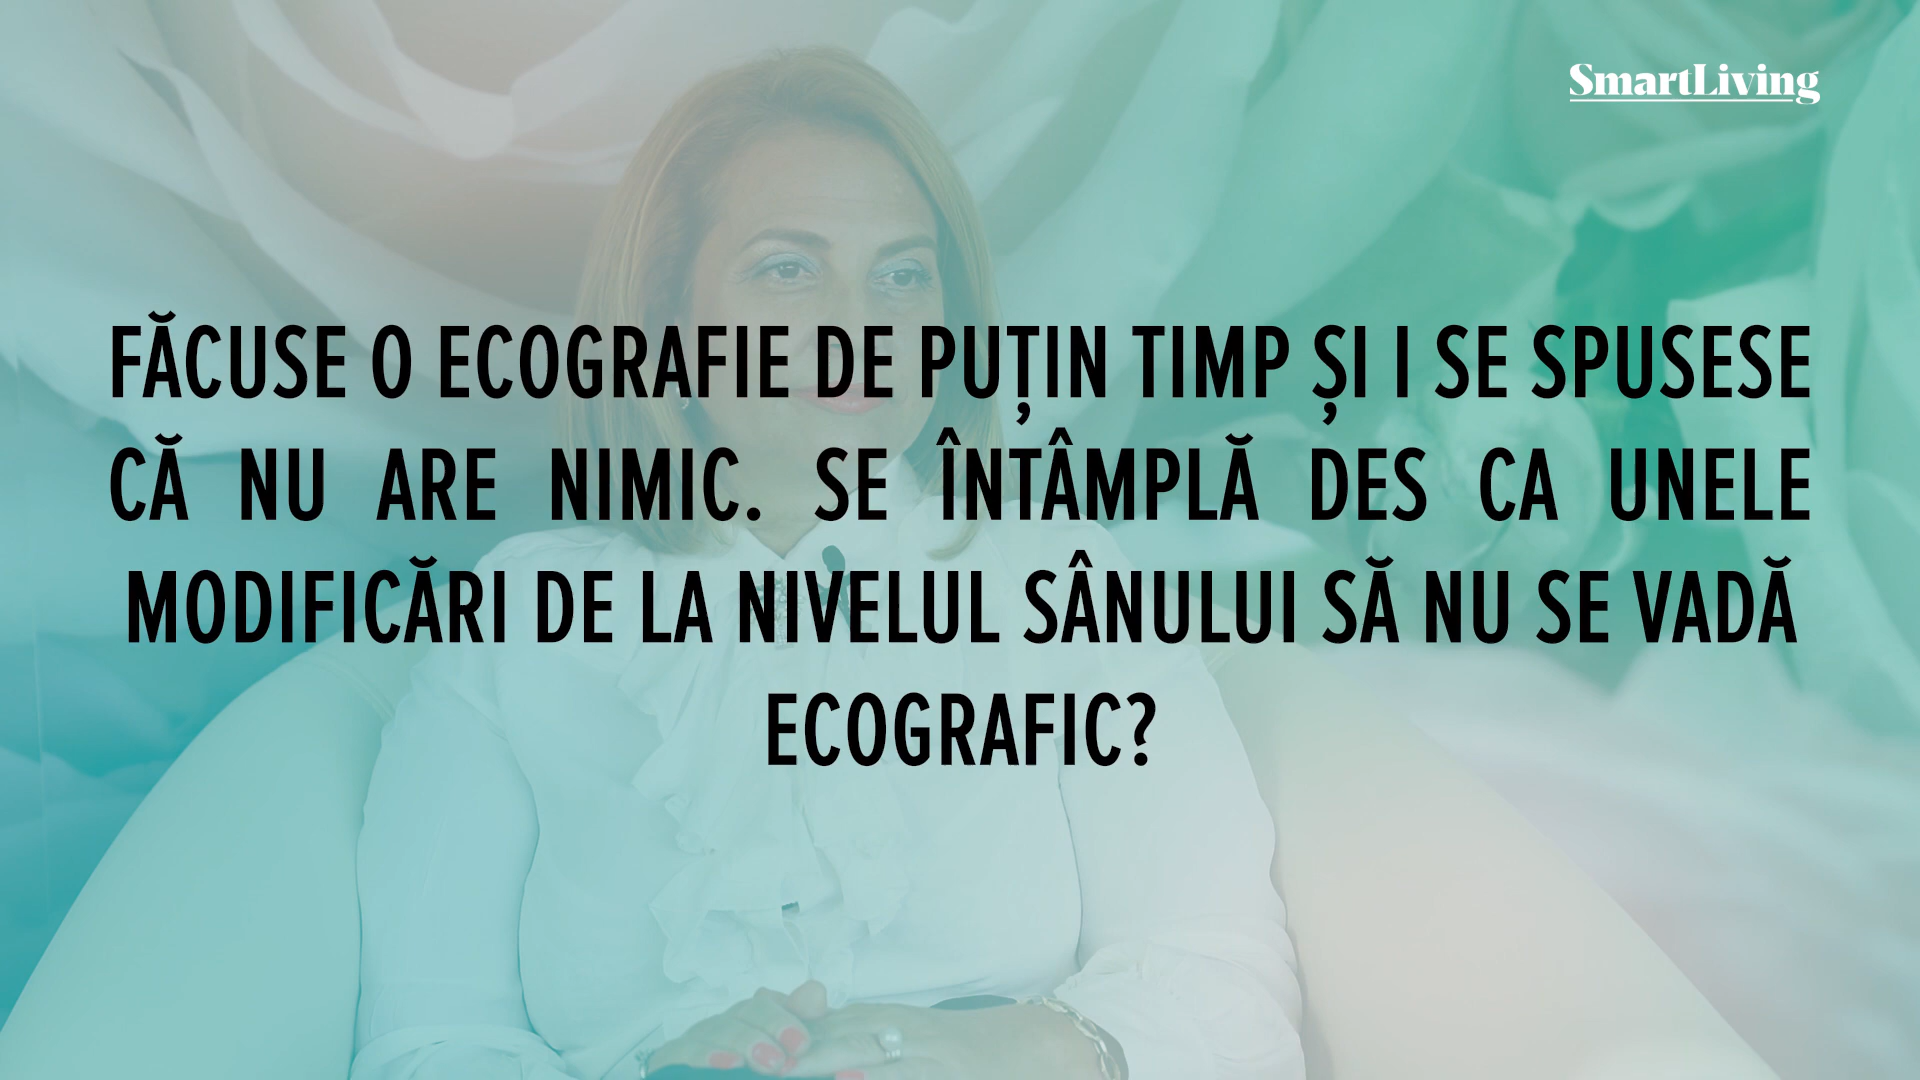 SmartLiving
FĂCUSE O ECOGRAFIE DE PUȚIN TIMP ȘI I SE SPUSESE
CĂ NU ARE NIMIC. SE ÎNTÂMPLĂ DES CA UNELE
MODIFICĂRI DE LA NIVELUL SÂNULUI SĂ NU SE VADĂ
ECOGRAFIC?